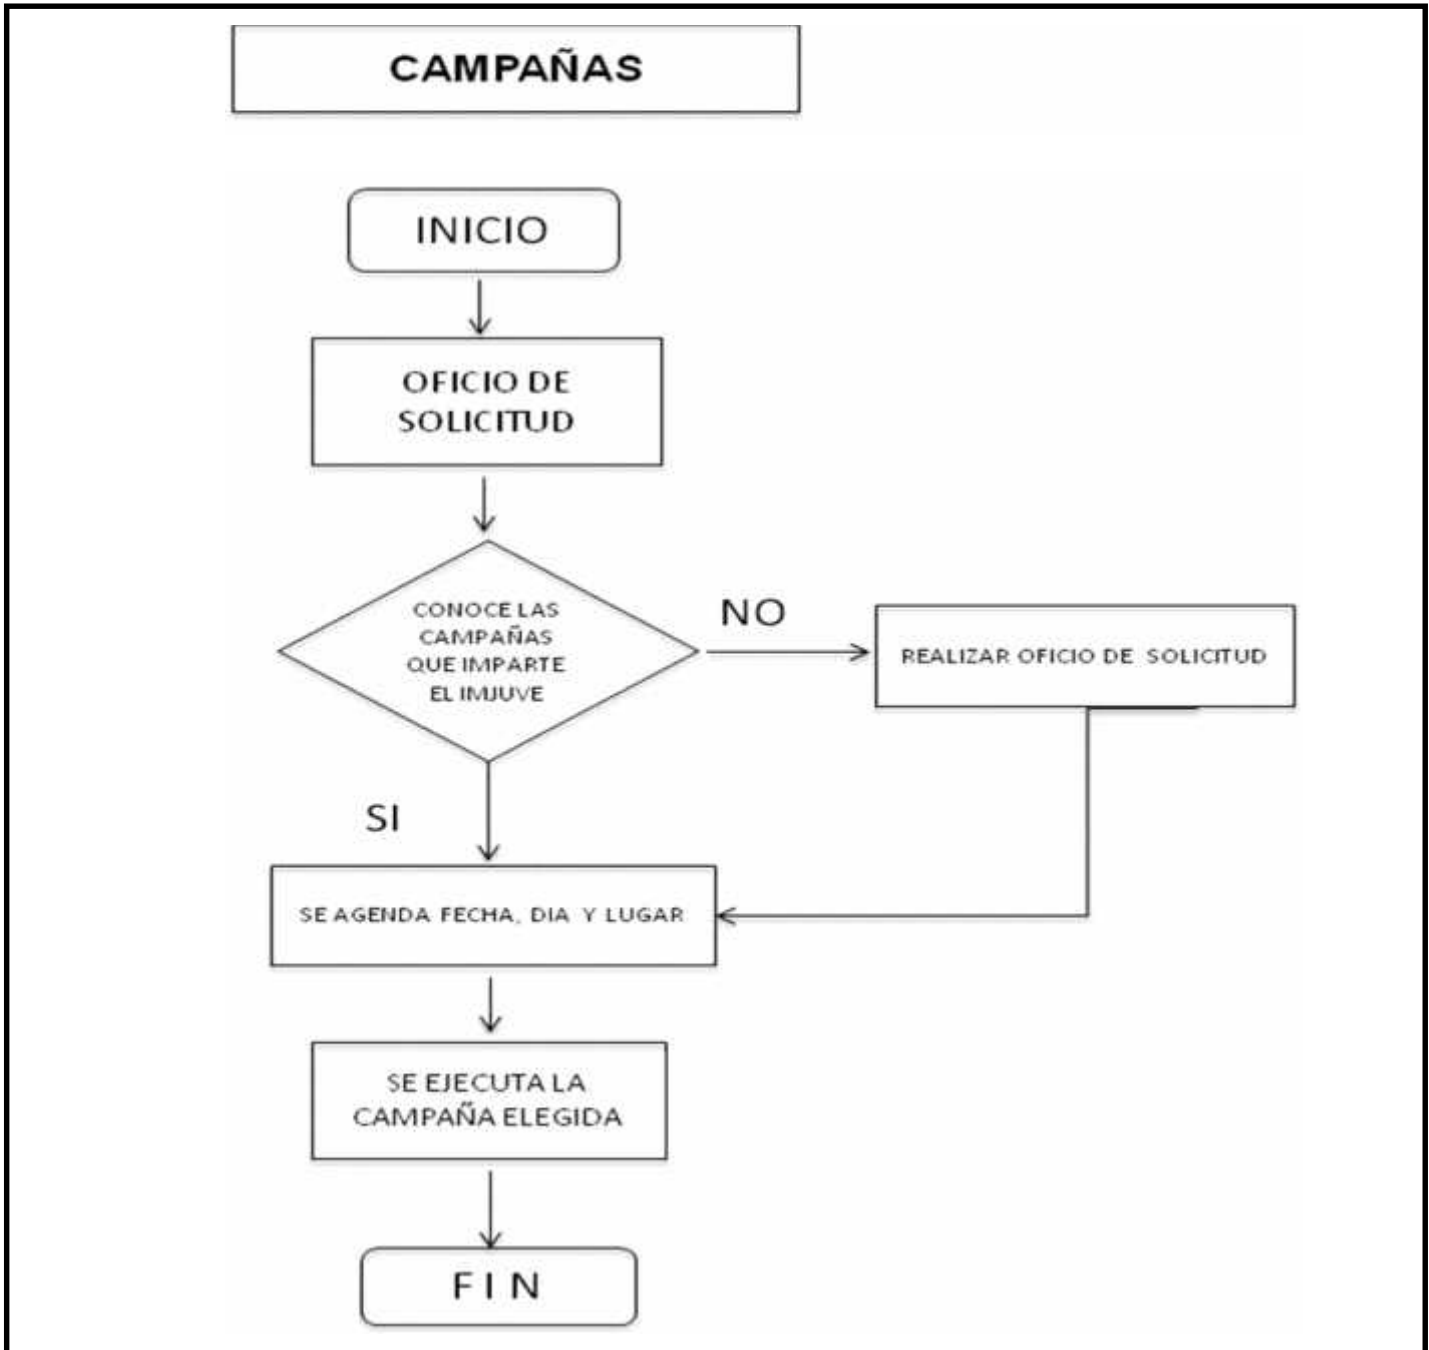 CAMPAÑAS
INICIO
OFICIO DE
SOLICITUD
CONOCE LAS
CAMPAÑAS
QUE IMPARTE
EL IMJUVE
NO
REALIZAR OFICIO DE SOLICITUD
SI
SE AGENDA FECHA, DIA Y LUGAR
SE EJECUTA LA
CAMPAÑA ELEGIDA
F I N